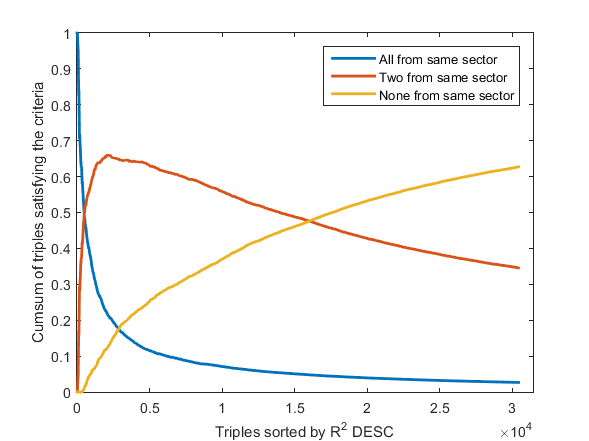 All from same sector
Two from same sector
None from same sector
1
0.9
0.8
0.7
0.6
0.5
0.4
0.3
0.2
0.1
0
Cumsum of triples satisfying the criteria
0 0.5 1 1.5 2 2.5 3
×10⁴
Triples sorted by R² DESC